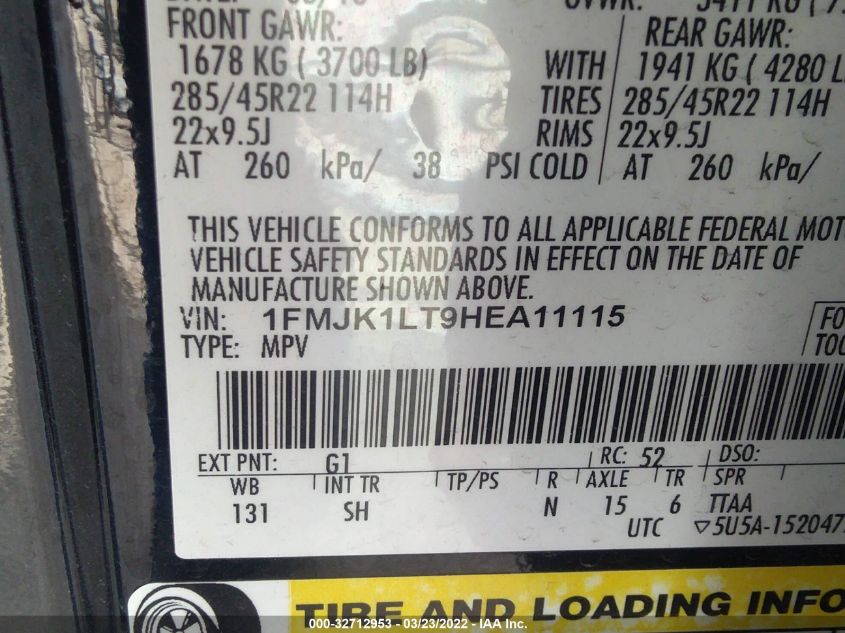 FRONT GAWR: REAR GAWR:
1678 KG ( 3700 LB) WITH 1941 KG ( 4280 L
285/45R22 114H TIRES 285/45R22 114H
22x9.5J RIMS 22x9.5J
AT 260 kPa/ 38 PSI COLD AT 260 kPa/
THIS VEHICLE CONFORMS TO ALL APPLICABLE FEDERAL MOT
VEHICLE SAFETY STANDARDS IN EFFECT ON THE DATE OF
MANUFACTURE SHOWN ABOVE.
VIN: 1FMJK1LT9HEA11115 FO
TYPE: MPV TOO
EXT PNT: G1 RC: 52 DSO:
WB INT TR TP/PS R AXLE TR SPR
131 SH N 15 6 TTAA
UTC ▽5U5A-152047
TIRE AND LOADING INFO
000-32712953 - 03/23/2022 - IAA Inc.